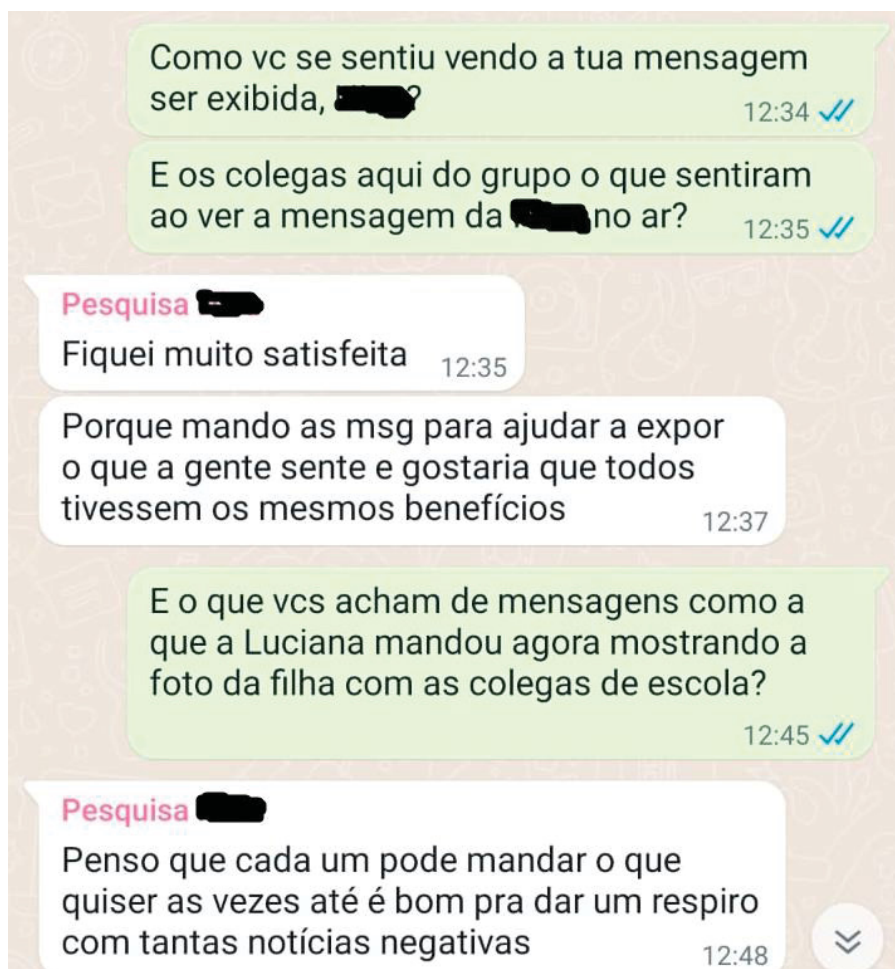 Como vc se sentiu vendo a tua mensagem
ser exibida, ?
12:34
E os colegas aqui do grupo o que sentiram
ao ver a mensagem da no ar?
12:35
Pesquisa
Fiquei muito satisfeita
12:35
Porque mando as msg para ajudar a expor
o que a gente sente e gostaria que todos
tivessem os mesmos benefícios
12:37
E o que vcs acham de mensagens como a
que a Luciana mandou agora mostrando a
foto da filha com as colegas de escola?
12:45
Pesquisa
Penso que cada um pode mandar o que
quiser as vezes até é bom pra dar um respiro
com tantas notícias negativas
12:48